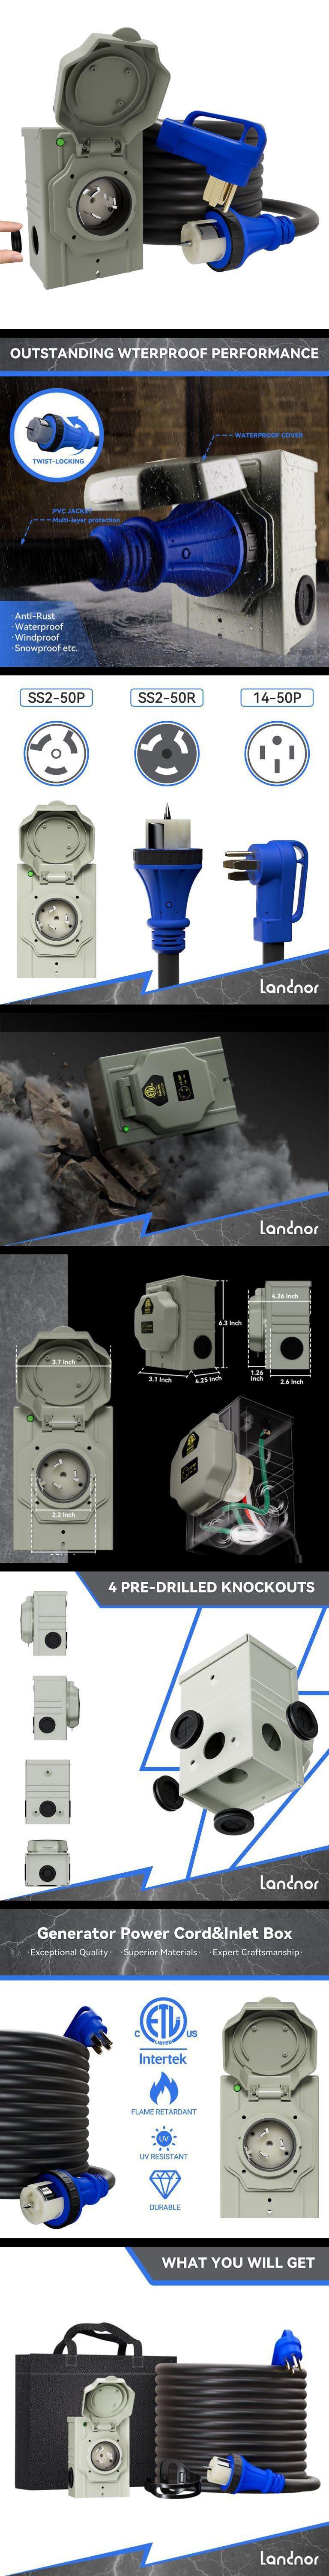 OUTSTANDING WTERPROOF PERFORMANCE
TWIST-LOCKING
WATERPROOF COVER
PVC JACKET
Multi-layer protection
·Anti-Rust
·Waterproof
·Windproof
·Snowproof etc.
SS2-50P
SS2-50R
14-50P
Landnor
Landnor
3.7 Inch
2.2 Inch
6.3 Inch
3.1 Inch
4.25 Inch
4.26 Inch
1.26 Inch
2.6 Inch
4 PRE-DRILLED KNOCKOUTS
Landnor
Generator Power Cord&Inlet Box
·Exceptional Quality· ·Superior Materials· ·Expert Craftsmanship·
ETL
LISTED
C US
Intertek
FLAME RETARDANT
UV
UV RESISTANT
DURABLE
WHAT YOU WILL GET
Landnor